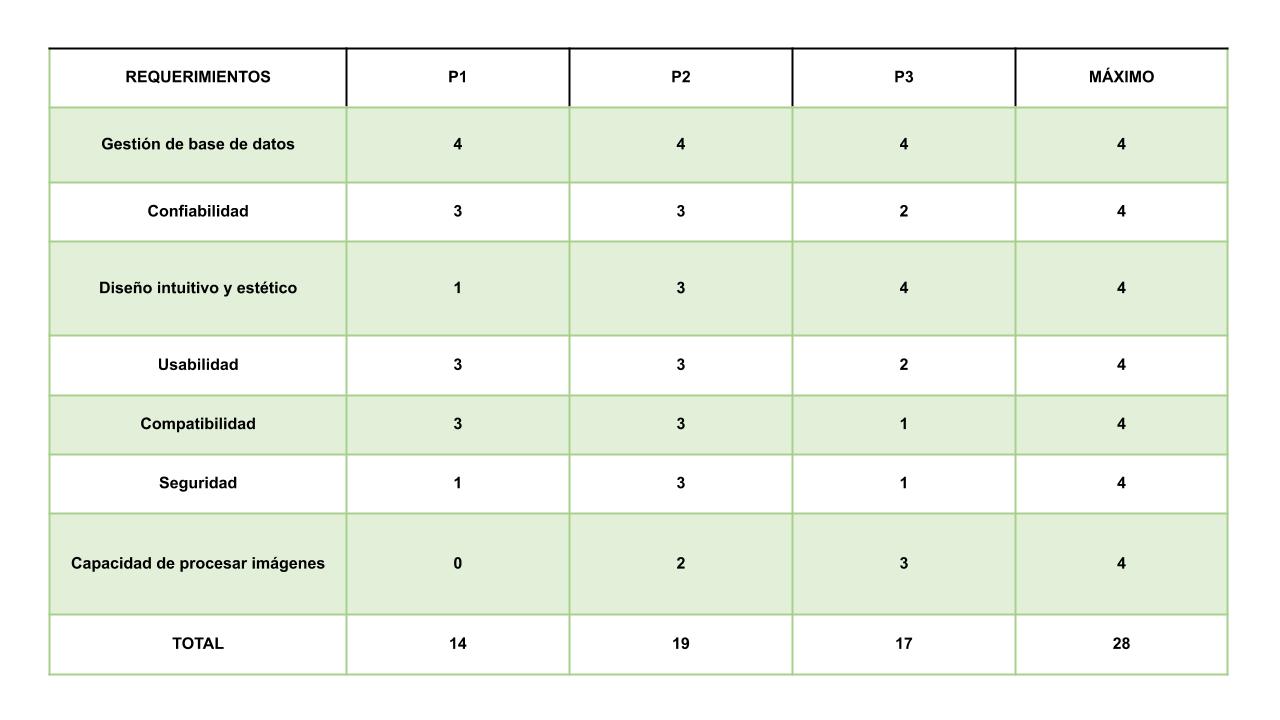 REQUERIMIENTOS P1 P2 P3 MÁXIMO
Gestión de base de datos 4 4 4 4
Confiabilidad 3 3 2 4
Diseño intuitivo y estético 1 3 4 4
Usabilidad 3 3 2 4
Compatibilidad 3 3 1 4
Seguridad 1 3 1 4
Capacidad de procesar imágenes 0 2 3 4
TOTAL 14 19 17 28